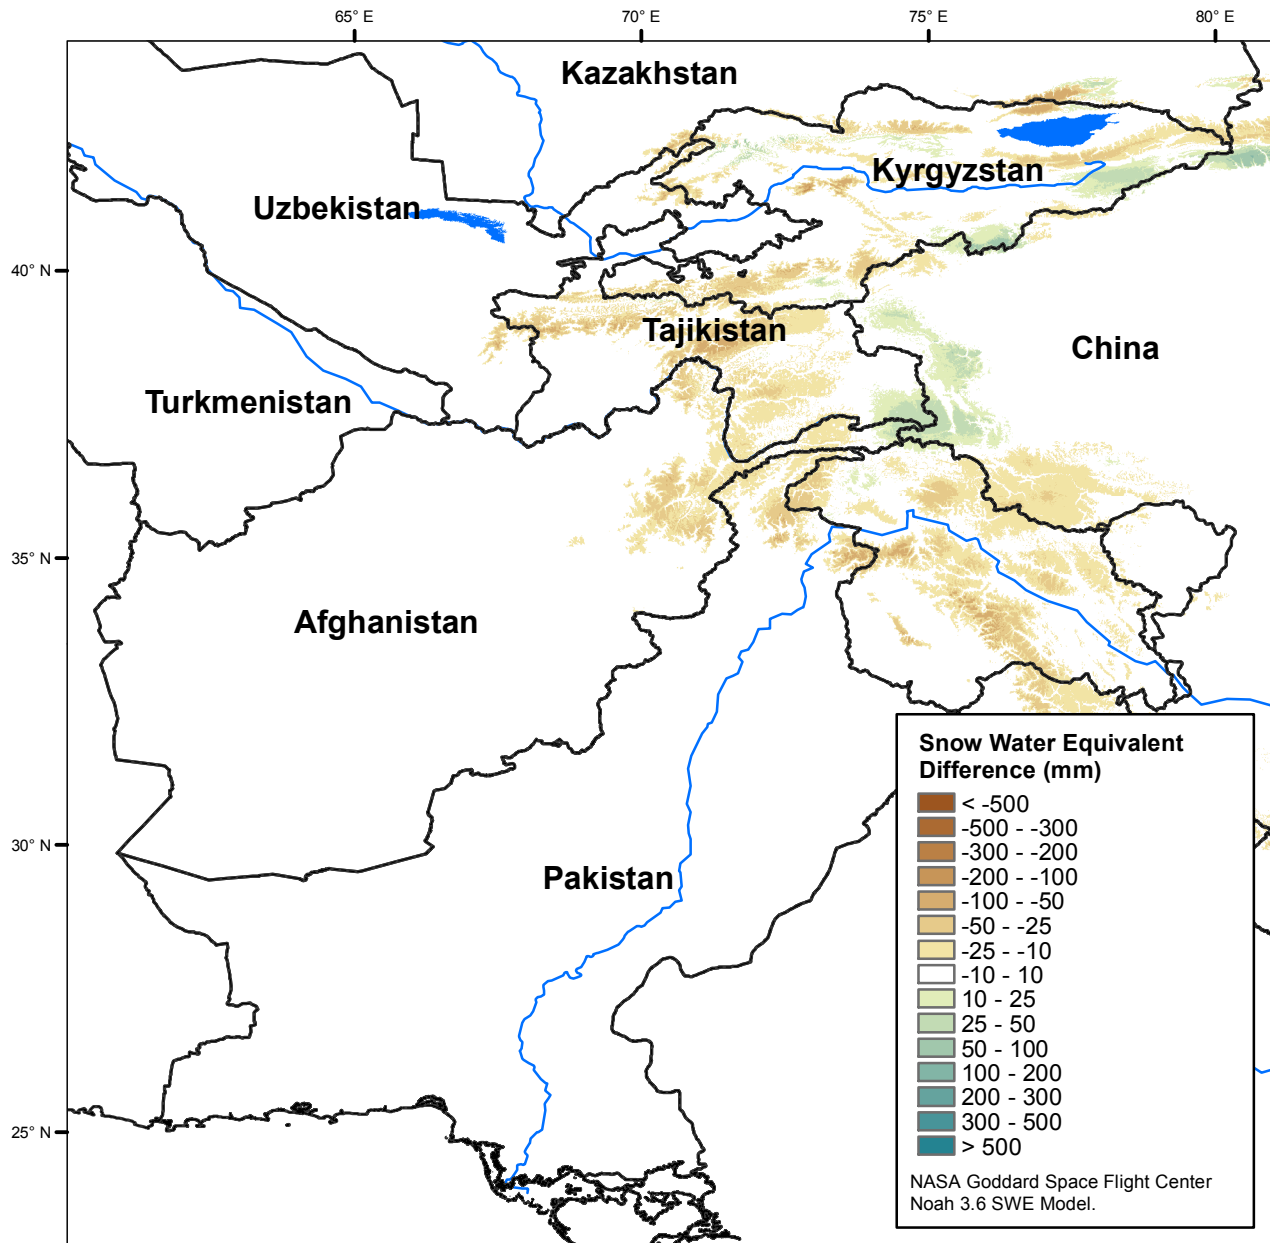 65° E
70° E
75° E
80° E
Kazakhstan
Kyrgyzstan
Uzbekistan
40° N
Tajikistan
China
Turkmenistan
35° N
Afghanistan
Snow Water Equivalent
Difference (mm)
< -500
-500 - -300
-300 - -200
-200 - -100
-100 - -50
-50 - -25
-25 - -10
-10 - 10
10 - 25
25 - 50
50 - 100
100 - 200
200 - 300
300 - 500
> 500
NASA Goddard Space Flight Center
Noah 3.6 SWE Model.
30° N
Pakistan
25° N